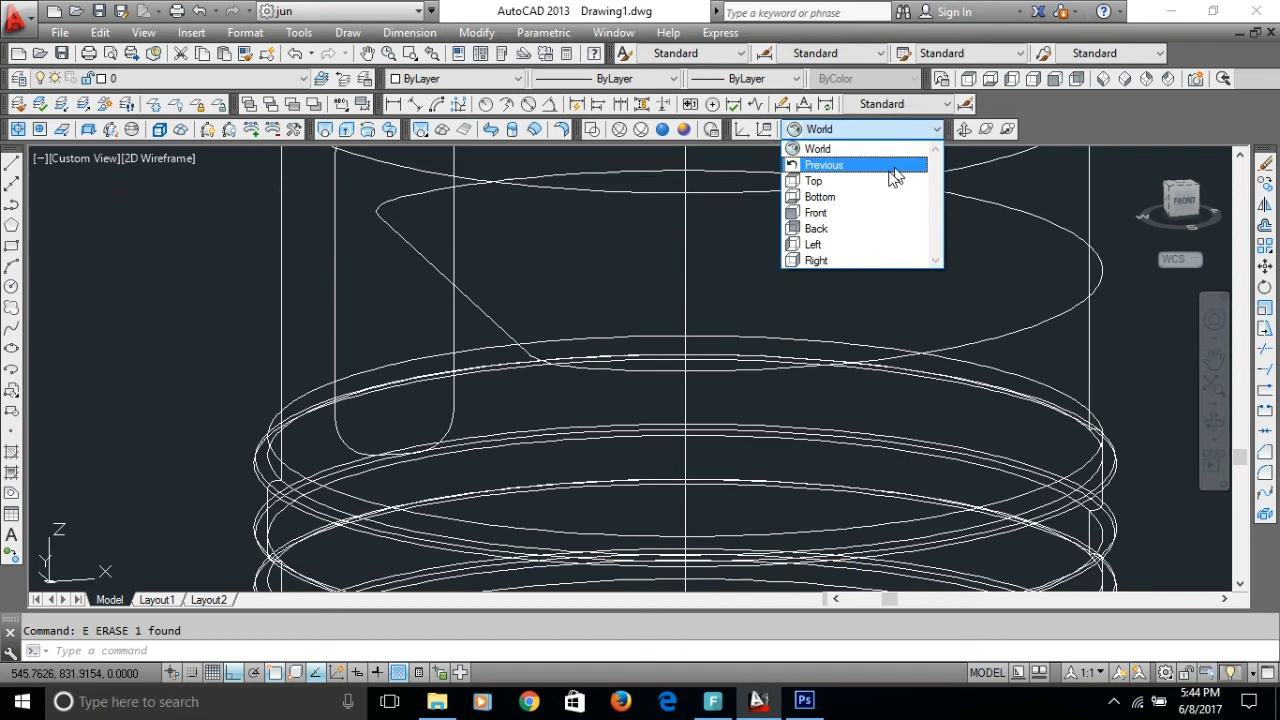 jun
AutoCAD 2013 Drawing1.dwg
Type a keyword or phrase
Sign In
File Edit View Insert Format Tools Draw Dimension Modify Parametric Window Help Express
Standard Standard Standard Standard
0 ByLayer ByLayer ByLayer ByColor
Standard
World
[−][Custom View][2D Wireframe]
World
Previous
Top
Bottom
Front
Back
Left
Right
FRONT
W S
WCS
Z
Y X
Model Layout1 Layout2
Command: E ERASE 1 found
Type a command
545.7626, 831.9154, 0.0000
MODEL 1:1
Type here to search
5:44 PM
6/8/2017